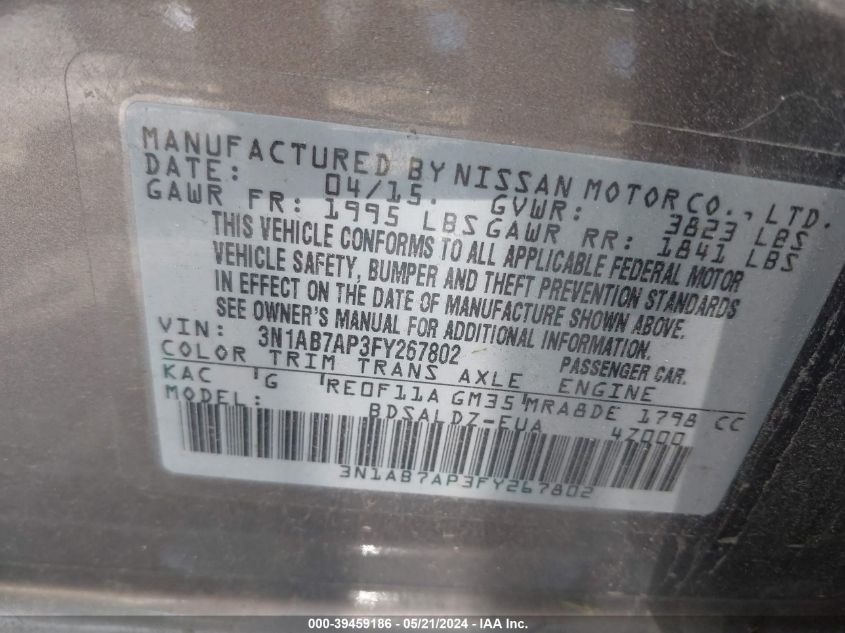 MANUFACTURED BY NISSAN MOTOR CO., LTD.
DATE: 04/15. GVWR: 3823 LBS
GAWR FR: 1995 LBS GAWR RR: 1841 LBS
THIS VEHICLE CONFORMS TO ALL APPLICABLE FEDERAL MOTOR
VEHICLE SAFETY, BUMPER AND THEFT PREVENTION STANDARDS
IN EFFECT ON THE DATE OF MANUFACTURE SHOWN ABOVE.
SEE OWNER'S MANUAL FOR ADDITIONAL INFORMATION.
VIN: 3N1AB7AP3FY267802 PASSENGER CAR.
COLOR TRIM TRANS AXLE ENGINE
KAC G RE0F11A GM35 MRA8DE 1798 CC
MODEL: BDSALDZ-EUA 4Z000
3N1AB7AP3FY267802
000-39459186 - 05/21/2024 - IAA Inc.